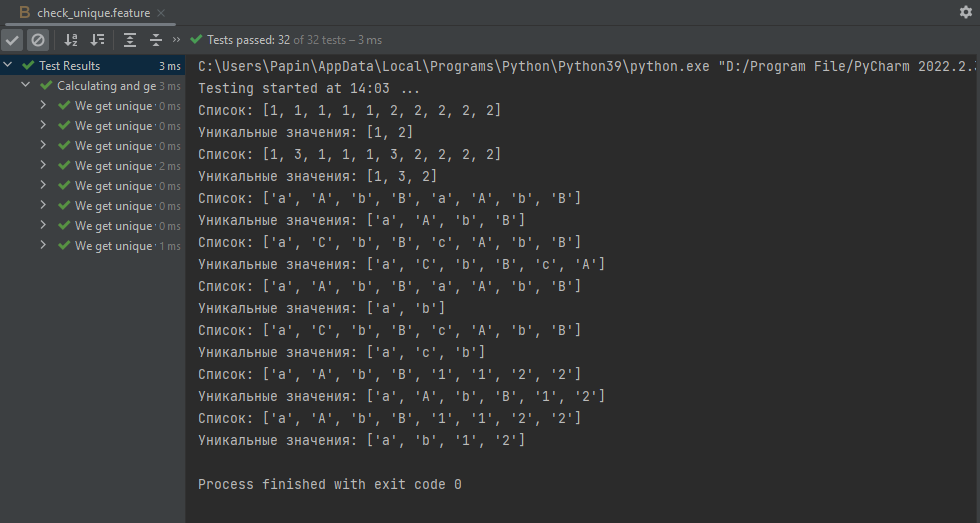 check_unique.feature
Tests passed: 32 of 32 tests – 3 ms
Test Results 3 ms
Calculating and ge 3 ms
We get unique 0 ms
We get unique 0 ms
We get unique 0 ms
We get unique 2 ms
We get unique 0 ms
We get unique 0 ms
We get unique 0 ms
We get unique 1 ms
C:\Users\Papin\AppData\Local\Programs\Python\Python39\python.exe "D:/Program File/PyCharm 2022.2.
Testing started at 14:03 ...
Список: [1, 1, 1, 1, 1, 2, 2, 2, 2, 2]
Уникальные значения: [1, 2]
Список: [1, 3, 1, 1, 1, 3, 2, 2, 2, 2]
Уникальные значения: [1, 3, 2]
Список: ['a', 'A', 'b', 'B', 'a', 'A', 'b', 'B']
Уникальные значения: ['a', 'A', 'b', 'B']
Список: ['a', 'C', 'b', 'B', 'c', 'A', 'b', 'B']
Уникальные значения: ['a', 'C', 'b', 'B', 'c', 'A']
Список: ['a', 'A', 'b', 'B', 'a', 'A', 'b', 'B']
Уникальные значения: ['a', 'b']
Список: ['a', 'C', 'b', 'B', 'c', 'A', 'b', 'B']
Уникальные значения: ['a', 'c', 'b']
Список: ['a', 'A', 'b', 'B', '1', '1', '2', '2']
Уникальные значения: ['a', 'A', 'b', 'B', '1', '2']
Список: ['a', 'A', 'b', 'B', '1', '1', '2', '2']
Уникальные значения: ['a', 'b', '1', '2']
Process finished with exit code 0